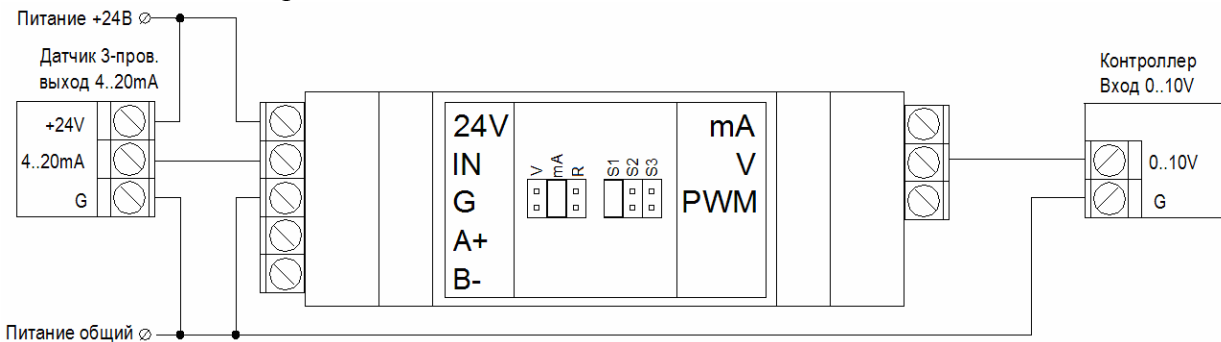 Питание +24В
Датчик 3-пров.
выход 4..20mA
+24V
4..20mA
G
24V
IN
G
A+
B-
V
mA
R
S1
S2
S3
mA
V
PWM
Контроллер
Вход 0..10V
0..10V
G
Питание общий